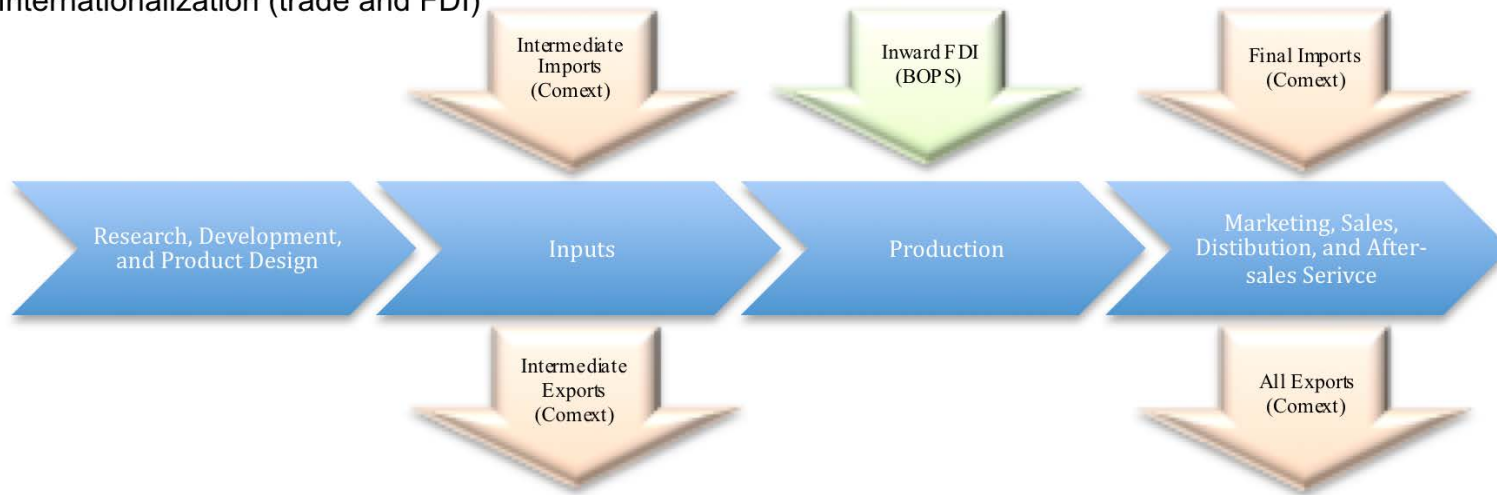 Internationalization (trade and FDI)
Intermediate
Imports
(Comext)
Inward FDI
(BOPS)
Final Imports
(Comext)
Research, Development,
and Product Design
Inputs
Production
Marketing, Sales,
Distibution, and After-
sales Serivce
Intermediate
Exports
(Comext)
All Exports
(Comext)